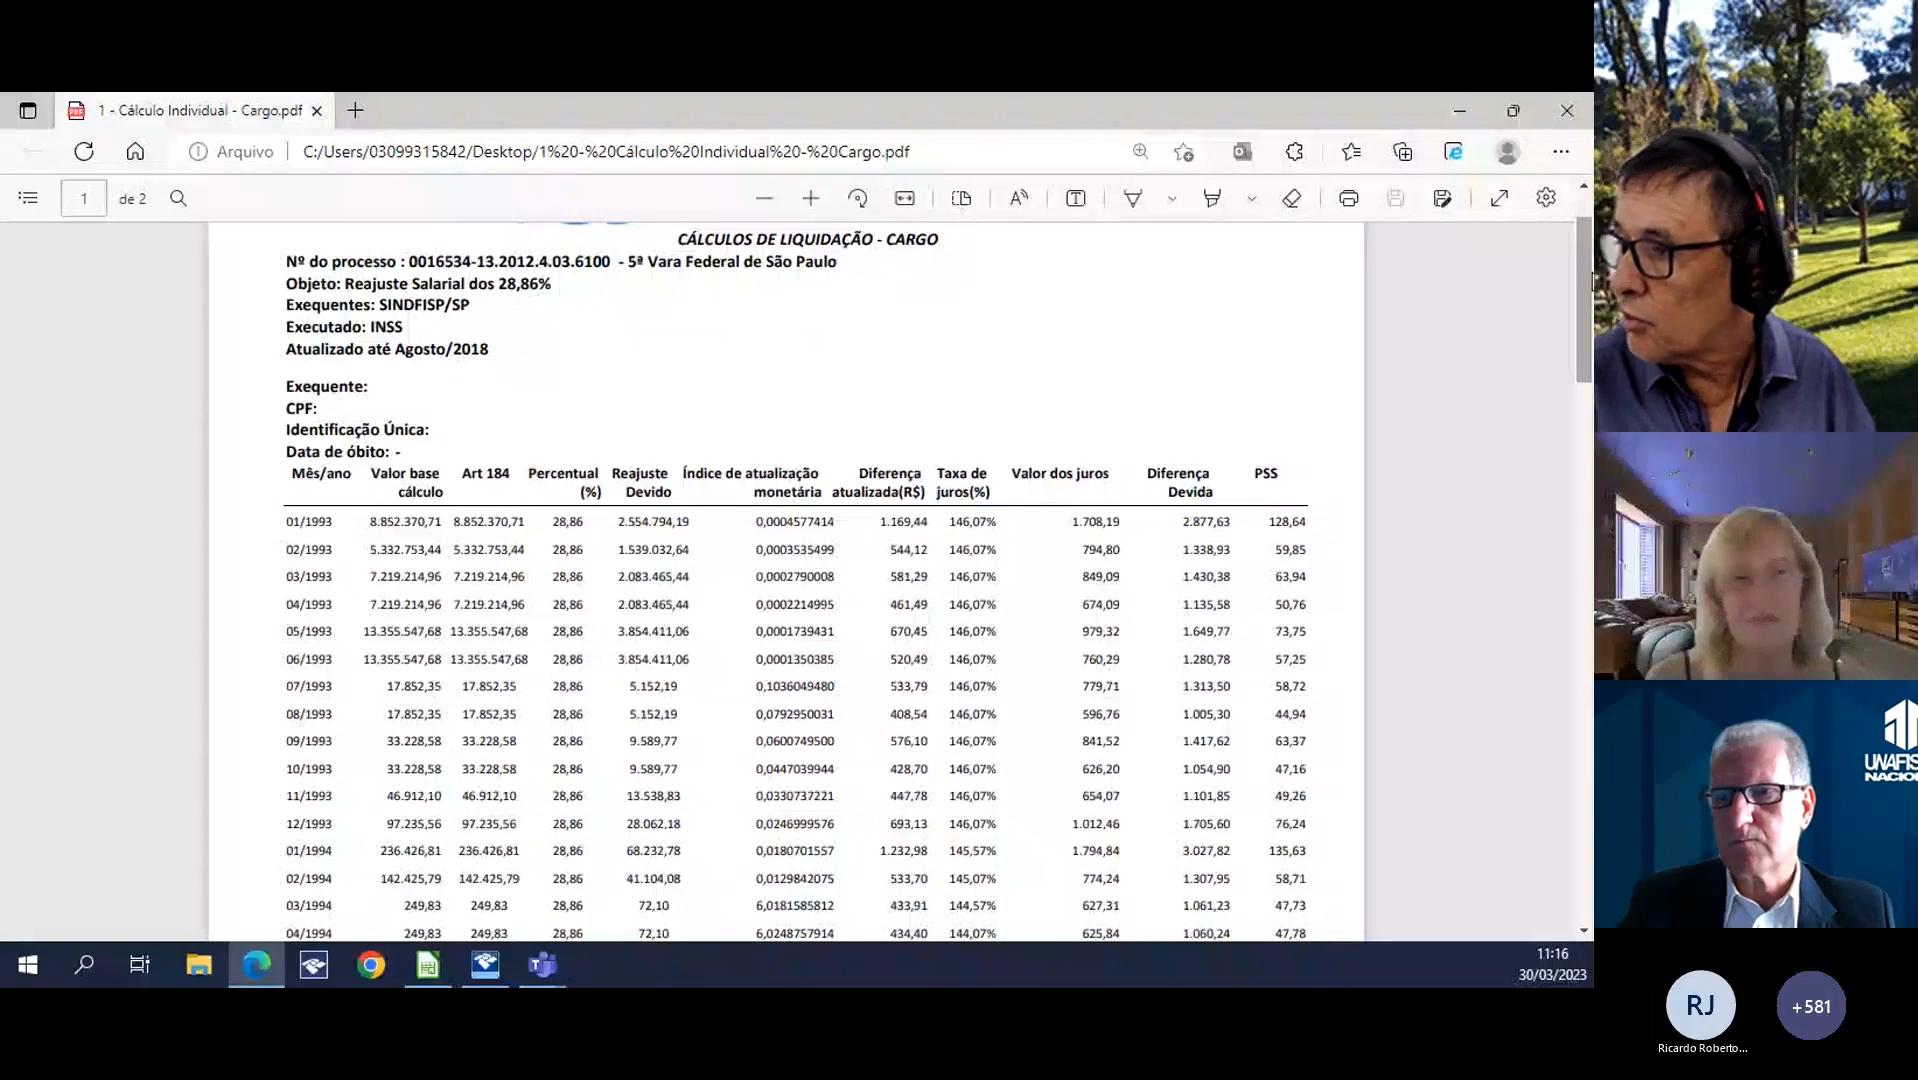 1 - Cálculo Individual - Cargo.pdf
Arquivo C:/Users/03099315842/Desktop/1%20-%20Cálculo%20Individual%20-%20Cargo.pdf
1 de 2
CÁLCULOS DE LIQUIDAÇÃO - CARGO
Nº do processo : 0016534-13.2012.4.03.6100 - 5ª Vara Federal de São Paulo
Objeto: Reajuste Salarial dos 28,86%
Exequentes: SINDFISP/SP
Executado: INSS
Atualizado até Agosto/2018
Exequente:
CPF:
Identificação Única:
Data de óbito: -
Mês/ano Valor base Art 184 Percentual Reajuste Índice de atualização Diferença Taxa de Valor dos juros Diferença PSS
cálculo (%) Devido monetária atualizada(R$) juros(%) Devida
01/1993 8.852.370,71 8.852.370,71 28,86 2.554.794,19 0,0004577414 1.169,44 146,07% 1.708,19 2.877,63 128,64
02/1993 5.332.753,44 5.332.753,44 28,86 1.539.032,64 0,0003535499 544,12 146,07% 794,80 1.338,93 59,85
03/1993 7.219.214,96 7.219.214,96 28,86 2.083.465,44 0,0002790008 581,29 146,07% 849,09 1.430,38 63,94
04/1993 7.219.214,96 7.219.214,96 28,86 2.083.465,44 0,0002214995 461,49 146,07% 674,09 1.135,58 50,76
05/1993 13.355.547,68 13.355.547,68 28,86 3.854.411,06 0,0001739431 670,45 146,07% 979,32 1.649,77 73,75
06/1993 13.355.547,68 13.355.547,68 28,86 3.854.411,06 0,0001350385 520,49 146,07% 760,29 1.280,78 57,25
07/1993 17.852,35 17.852,35 28,86 5.152,19 0,1036049480 533,79 146,07% 779,71 1.313,50 58,72
08/1993 17.852,35 17.852,35 28,86 5.152,19 0,0792950031 408,54 146,07% 596,76 1.005,30 44,94
09/1993 33.228,58 33.228,58 28,86 9.589,77 0,0600749500 576,10 146,07% 841,52 1.417,62 63,37
10/1993 33.228,58 33.228,58 28,86 9.589,77 0,0447039944 428,70 146,07% 626,20 1.054,90 47,16
11/1993 46.912,10 46.912,10 28,86 13.538,83 0,0330737221 447,78 146,07% 654,07 1.101,85 49,26
12/1993 97.235,56 97.235,56 28,86 28.062,18 0,0246999576 693,13 146,07% 1.012,46 1.705,60 76,24
01/1994 236.426,81 236.426,81 28,86 68.232,78 0,0180701557 1.232,98 145,57% 1.794,84 3.027,82 135,63
02/1994 142.425,79 142.425,79 28,86 41.104,08 0,0129842075 533,70 145,07% 774,24 1.307,95 58,71
03/1994 249,83 249,83 28,86 72,10 6,0181585812 433,91 144,57% 627,31 1.061,23 47,73
04/1994 249,83 249,83 28,86 72,10 6,0248757914 434,40 144,07% 625,84 1.060,24 47,78
11:16
30/03/2023
UNAFIS
NACIO
RJ
+581
Ricardo Roberto...